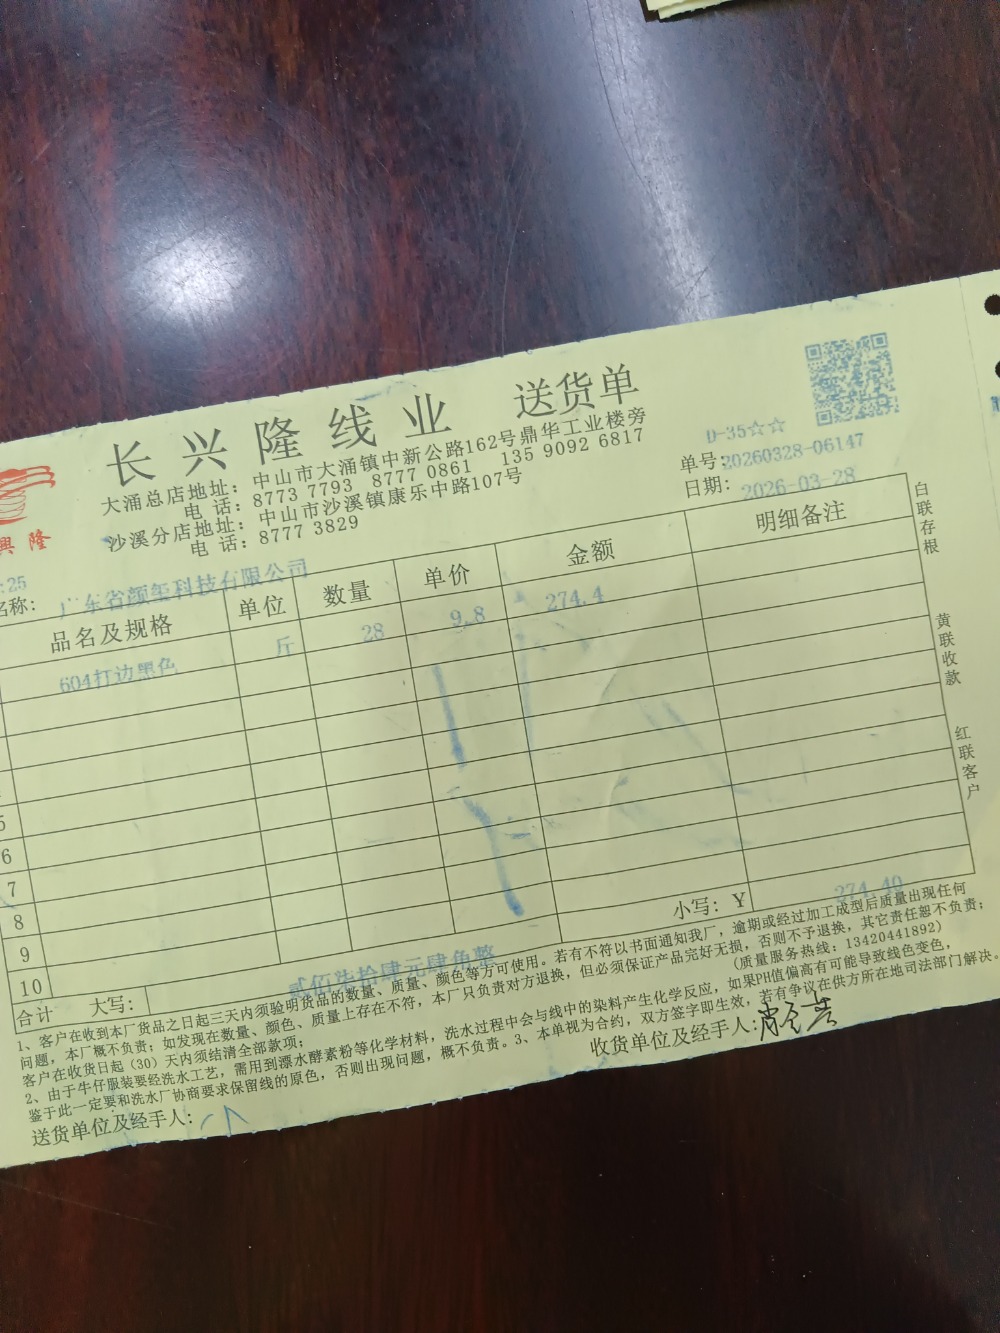 长兴隆线业 送货单
大涌总店地址：中山市大涌镇中新公路162号鼎华工业楼旁
电 话：8773 7793 8777 0861 135 9092 6817
沙溪分店地址：中山市沙溪镇康乐中路107号
电 话：8777 3829
D-35☆☆
单号:20260328-06147
日期: 2026-03-28
興隆
:25
名称: 广东省颜玺科技有限公司
品名及规格 单位 数量 单价 金额 明细备注
604打边黑色 斤 28 9.8 274.4
5
6
7
8
9
10
合计 大写: 贰佰柒拾肆元肆角整 小写: Y 274.40
白联存根
黄联收款
红联客户
1、客户在收到本厂货品之日起三天内须验明货品的数量、质量、颜色等方可使用。若有不符以书面通知我厂，逾期或经过加工成型后质量出现任何
问题，本厂概不负责；如发现在数量、颜色、质量上存在不符，本厂只负责对方退换，但必须保证产品完好无损，否则不予退换，其它责任恕不负责；
客户在收货日起（30）天内须结清全部款项； (质量服务热线: 13420441892)
2、由于牛仔服装要经洗水工艺，需用到漂水酵素粉等化学材料，洗水过程中会与线中的染料产生化学反应，如果PH值偏高有可能导致线色变色，
鉴于此一定要和洗水厂协商要求保留线的原色，否则出现问题，概不负责。3、本单视为合约，双方签字即生效，若有争议在供方所在地司法部门解决。
送货单位及经手人: 收货单位及经手人: